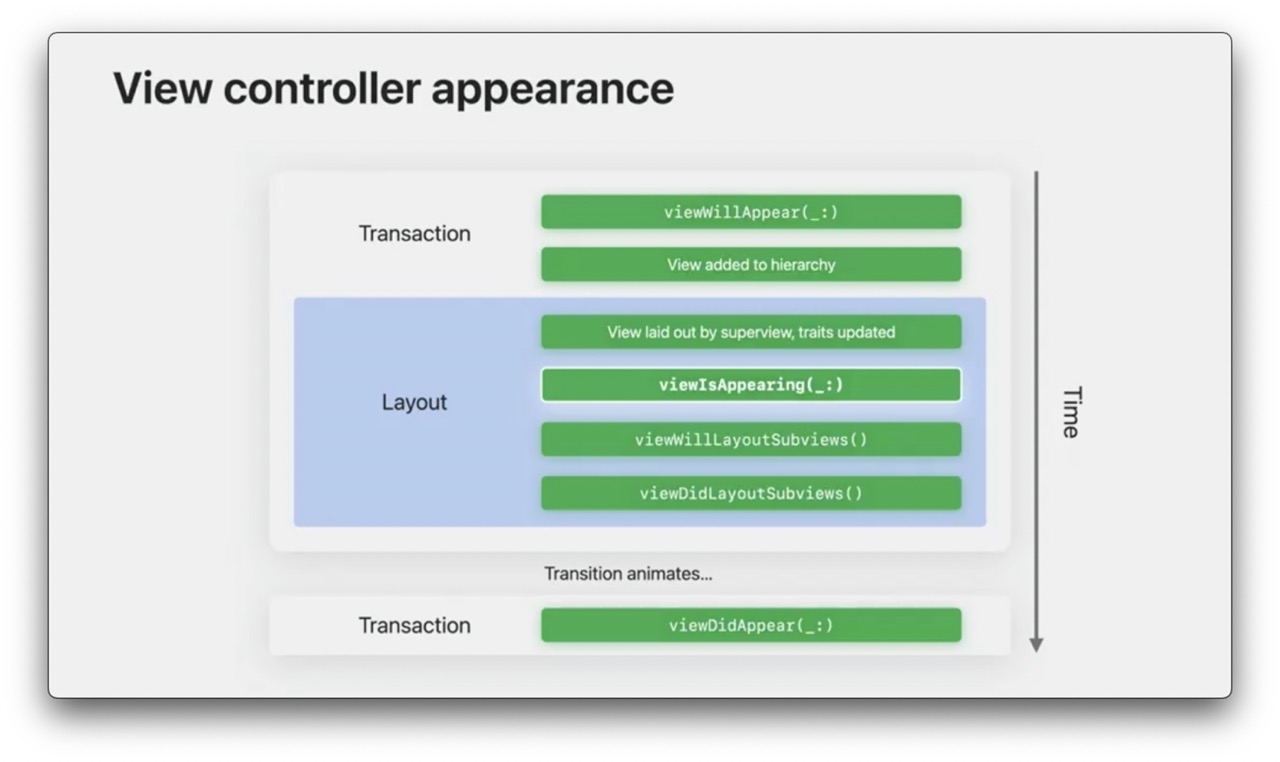 View controller appearance
Transaction
viewWillAppear(_:)
View added to hierarchy
Layout
View laid out by superview, traits updated
viewIsAppearing(_:)
viewWillLayoutSubviews()
viewDidLayoutSubviews()
Time
Transition animates...
Transaction
viewDidAppear(_:)